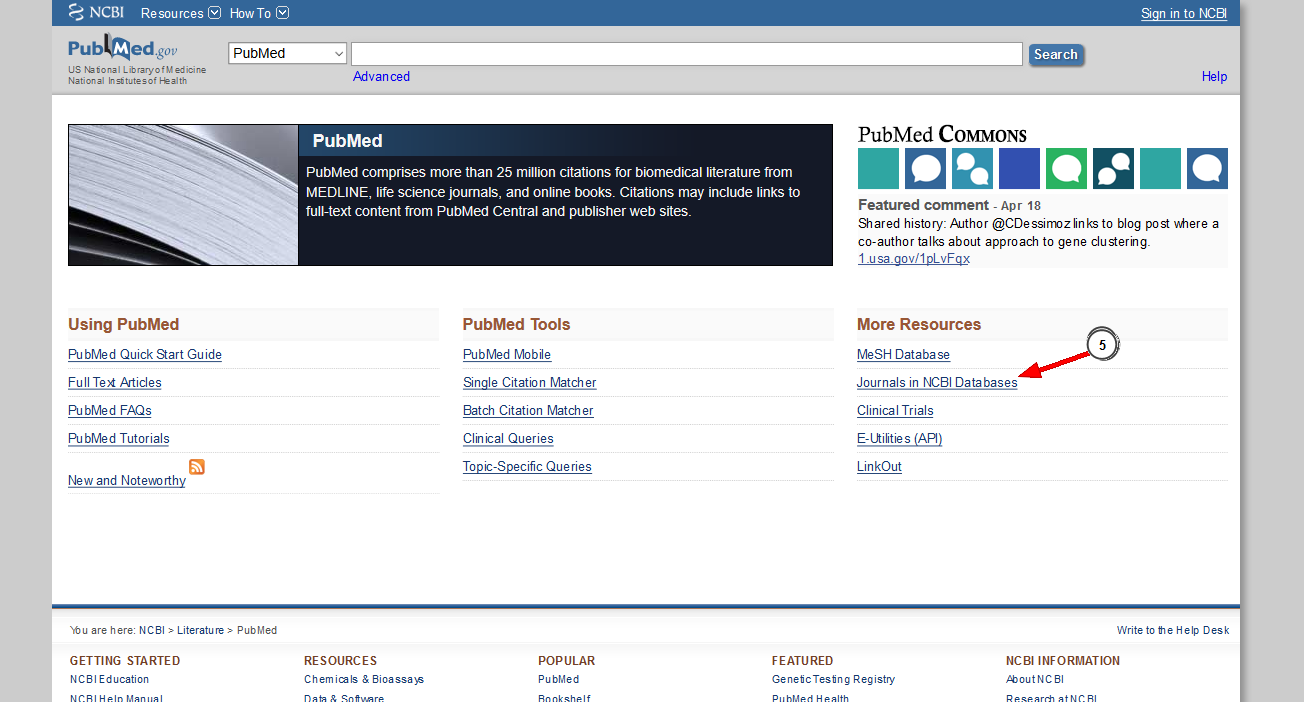 NCBI Resources How To Sign in to NCBI
PubMed.gov
US National Library of Medicine
National Institutes of Health
PubMed
Search
Advanced
Help
PubMed
PubMed comprises more than 25 million citations for biomedical literature from
MEDLINE, life science journals, and online books. Citations may include links to
full-text content from PubMed Central and publisher web sites.
PubMed COMMONS
Featured comment - Apr 18
Shared history: Author @CDessimoz links to blog post where a
co-author talks about approach to gene clustering.
1.usa.gov/1pLvFqx
Using PubMed
PubMed Quick Start Guide
Full Text Articles
PubMed FAQs
PubMed Tutorials
New and Noteworthy
PubMed Tools
PubMed Mobile
Single Citation Matcher
Batch Citation Matcher
Clinical Queries
Topic-Specific Queries
More Resources
MeSH Database
5
Journals in NCBI Databases
Clinical Trials
E-Utilities (API)
LinkOut
You are here: NCBI > Literature > PubMed
Write to the Help Desk
GETTING STARTED
NCBI Education
NCBI Help Manual
RESOURCES
Chemicals & Bioassays
Data & Software
POPULAR
PubMed
Bookshelf
FEATURED
Genetic Testing Registry
PubMed Health
NCBI INFORMATION
About NCBI
Research at NCBI